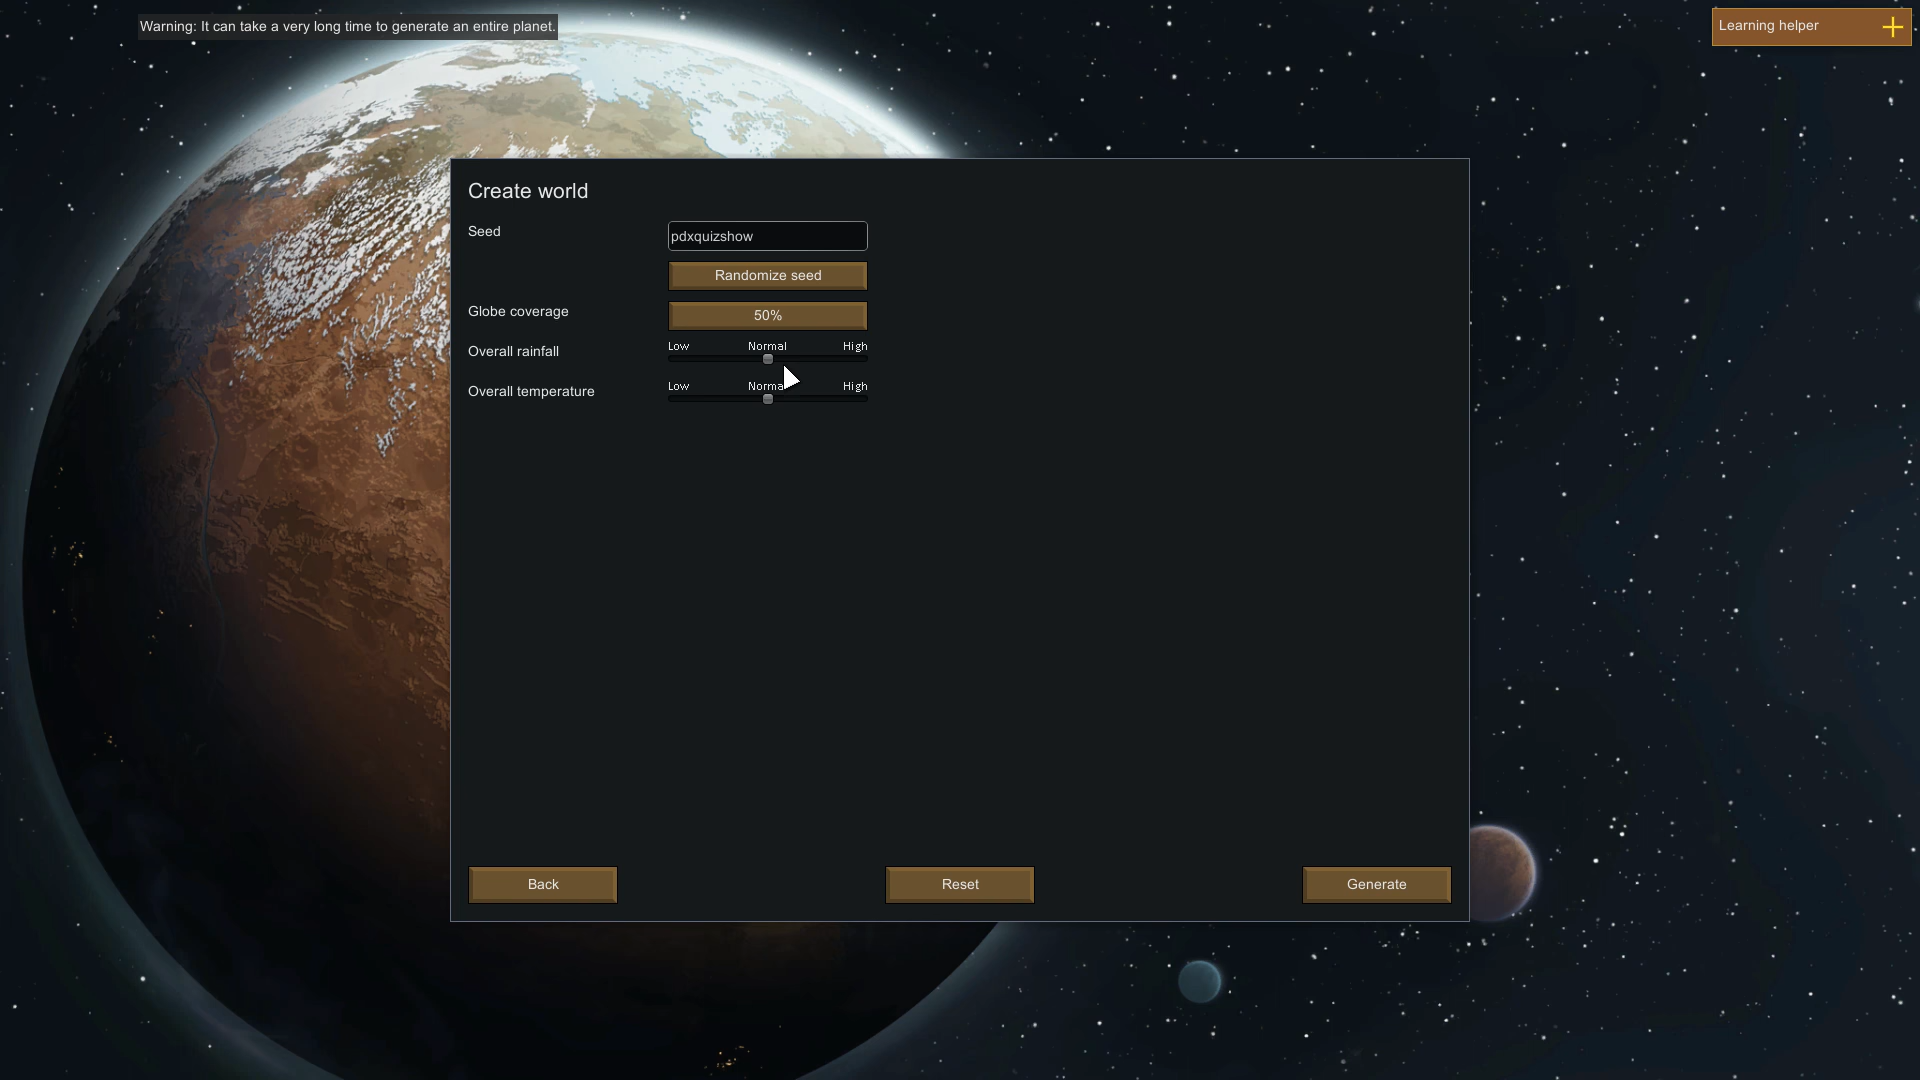 Warning: It can take a very long time to generate an entire planet.
Learning helper
Create world
Seed
pdxquizshow
Randomize seed
Globe coverage
50%
Overall rainfall
Low Normal High
Overall temperature
Low Norma High
Back
Reset
Generate